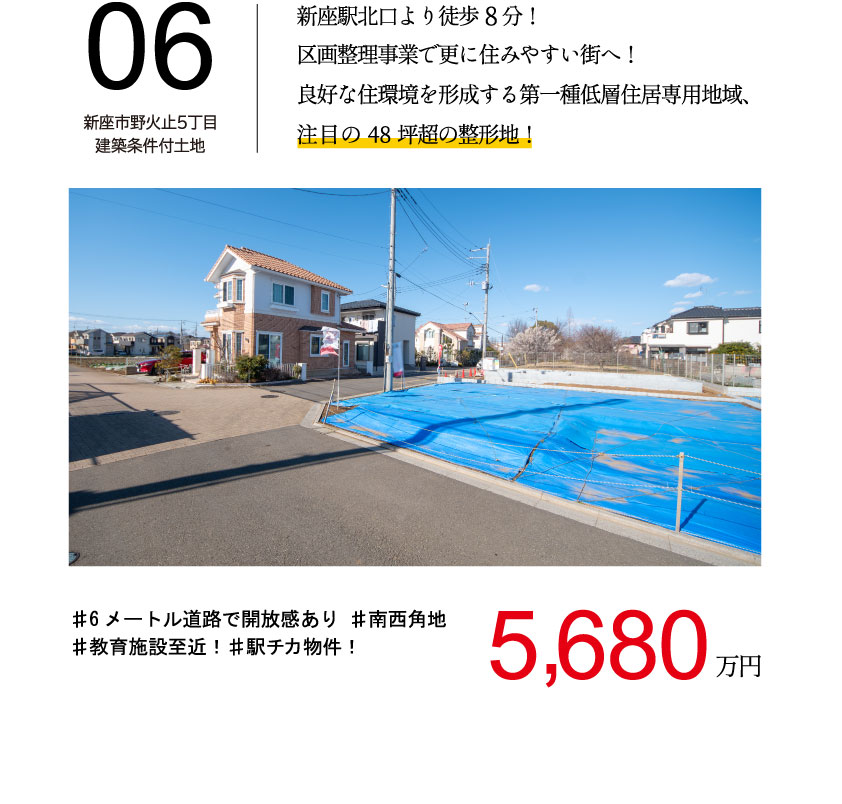 06
新座市野火止5丁目
建築条件付土地
新座駅北口より徒歩8分！
区画整理事業で更に住みやすい街へ！
良好な住環境を形成する第一種低層住居専用地域、
注目の48坪超の整形地！
♯6メートル道路で開放感あり ♯南西角地
♯教育施設至近！♯駅チカ物件！
5,680万円